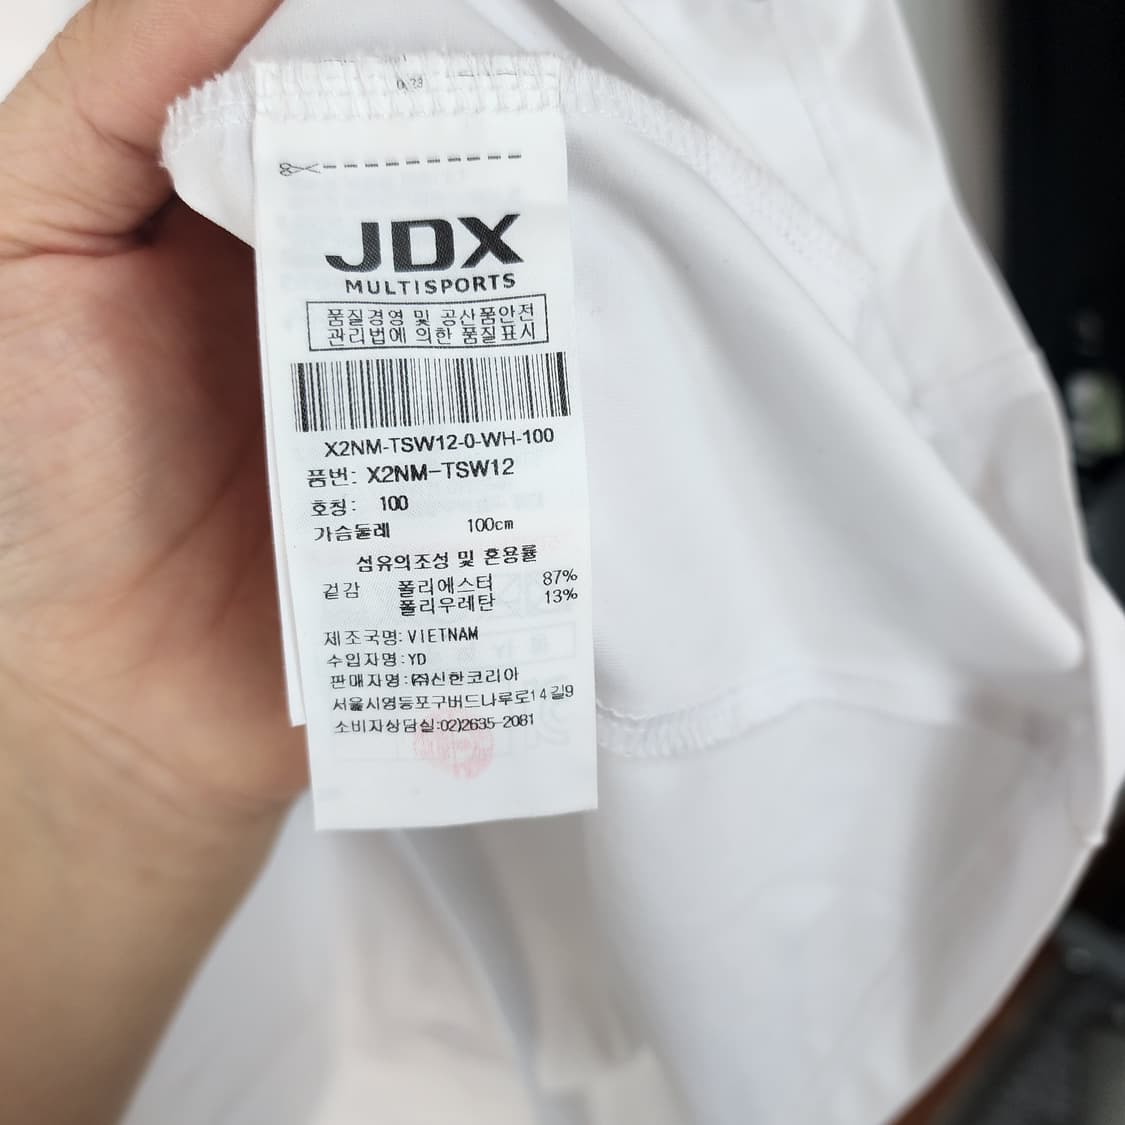 JDX
MULTISPORTS
품질경영 및 공산품안전
관리법에 의한 품질표시
X2NM-TSW12-0-WH-100
품번: X2NM-TSW12
호칭: 100
가슴둘레 100cm
섬유의조성 및 혼용률
겉감 폴리에스터 87%
폴리우레탄 13%
제조국명:VIETNAM
수입자명:YD
판매자명:㈜신한코리아
서울시영등포구버드나루로14길9
소비자상담실:02)2635-2081